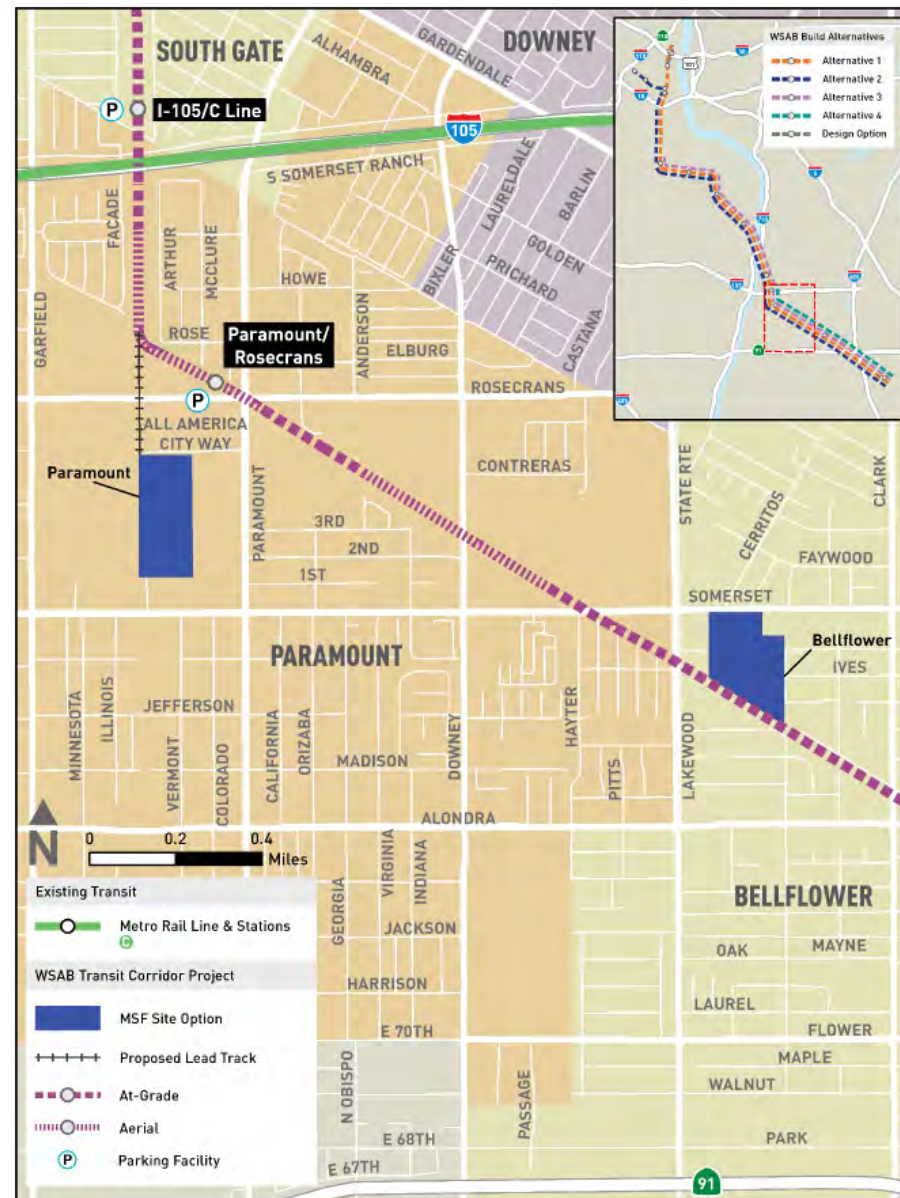 SOUTH GATE
DOWNEY
ALHAMBRA
GARDENDALE
P
I-105/C Line
105
S SOMERSET RANCH
LAURELDALE
BARLIN
GOLDEN
PRICHARD
BIXLER
CASTANA
FACADE
ARTHUR
MCCLURE
HOWE
GARFIELD
ROSE
Paramount/
Rosecrans
ANDERSON
ELBURG
ROSECRANS
P
ALL AMERICA
CITY WAY
Paramount
PARAMOUNT
CONTRERAS
STATE RTE
CLARK
CERRITOS
FAYWOOD
3RD
2ND
1ST
SOMERSET
Bellflower
IVES
PARAMOUNT
MINNESOTA
ILLINOIS
JEFFERSON
VERMONT
COLORADO
CALIFORNIA
ORIZABA
MADISON
DOWNEY
HAYTER
PITTS
LAKEWOOD
ALONDRA
N
0 0.2 0.4
Miles
GEORGIA
VIRGINIA
INDIANA
JACKSON
HARRISON
E 70TH
BELLFLOWER
OAK
MAYNE
LAUREL
FLOWER
MAPLE
WALNUT
N OBISPO
PASSAGE
E 68TH
E 67TH
PARK
91
Existing Transit
Metro Rail Line & Stations
C
WSAB Transit Corridor Project
MSF Site Option
Proposed Lead Track
At-Grade
Aerial
P
Parking Facility
WSAB Build Alternatives
Alternative 1
Alternative 2
Alternative 3
Alternative 4
Design Option
101